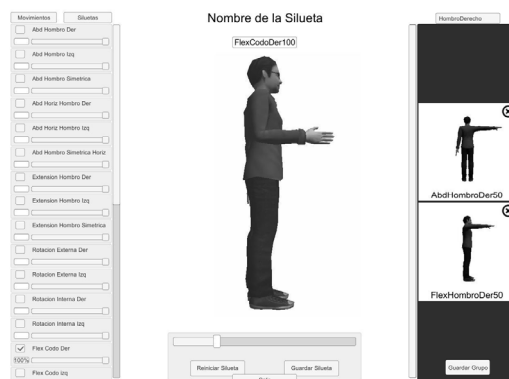 Movimientos
Siluetas
Abd Hombro Der
Abd Hombro Izq
Abd Hombro Simetrica
Abd Horiz Hombro Der
Abd Horiz Hombro Izq
Abd Hombro Simetrica Horiz
Extension Hombro Der
Extension Hombro Izq
Extension Hombro Simetrica
Rotacion Externa Der
Rotacion Externa Izq
Rotacion Interna Der
Rotacion Interna Izq
Flex Codo Der
100%
Flex Codo Izq
Nombre de la Silueta
FlexCodoDer100
Reiniciar Silueta
Guardar Silueta
HombroDerecho
AbdHombroDer50
FlexHombroDer50
Guardar Grupo